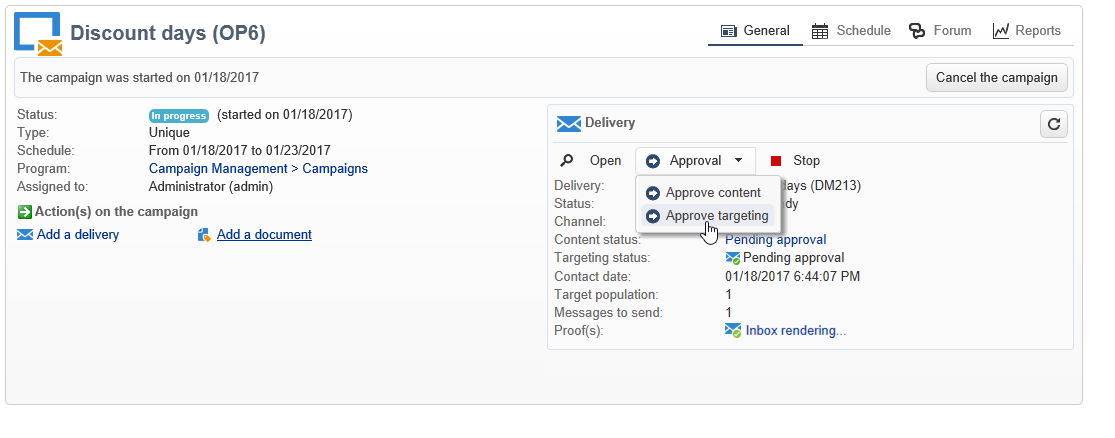 Discount days (OP6)
General
Schedule
Forum
Reports
The campaign was started on 01/18/2017
Cancel the campaign
Status: In progress (started on 01/18/2017)
Type: Unique
Schedule: From 01/18/2017 to 01/23/2017
Program: Campaign Management > Campaigns
Assigned to: Administrator (admin)
Action(s) on the campaign
Add a delivery
Add a document
Delivery
Open
Approval
Stop
Approve content
Approve targeting
Delivery: days (DM213)
Status:
Channel:
Content status: Pending approval
Targeting status: Pending approval
Contact date: 01/18/2017 6:44:07 PM
Target population: 1
Messages to send: 1
Proof(s): Inbox rendering...